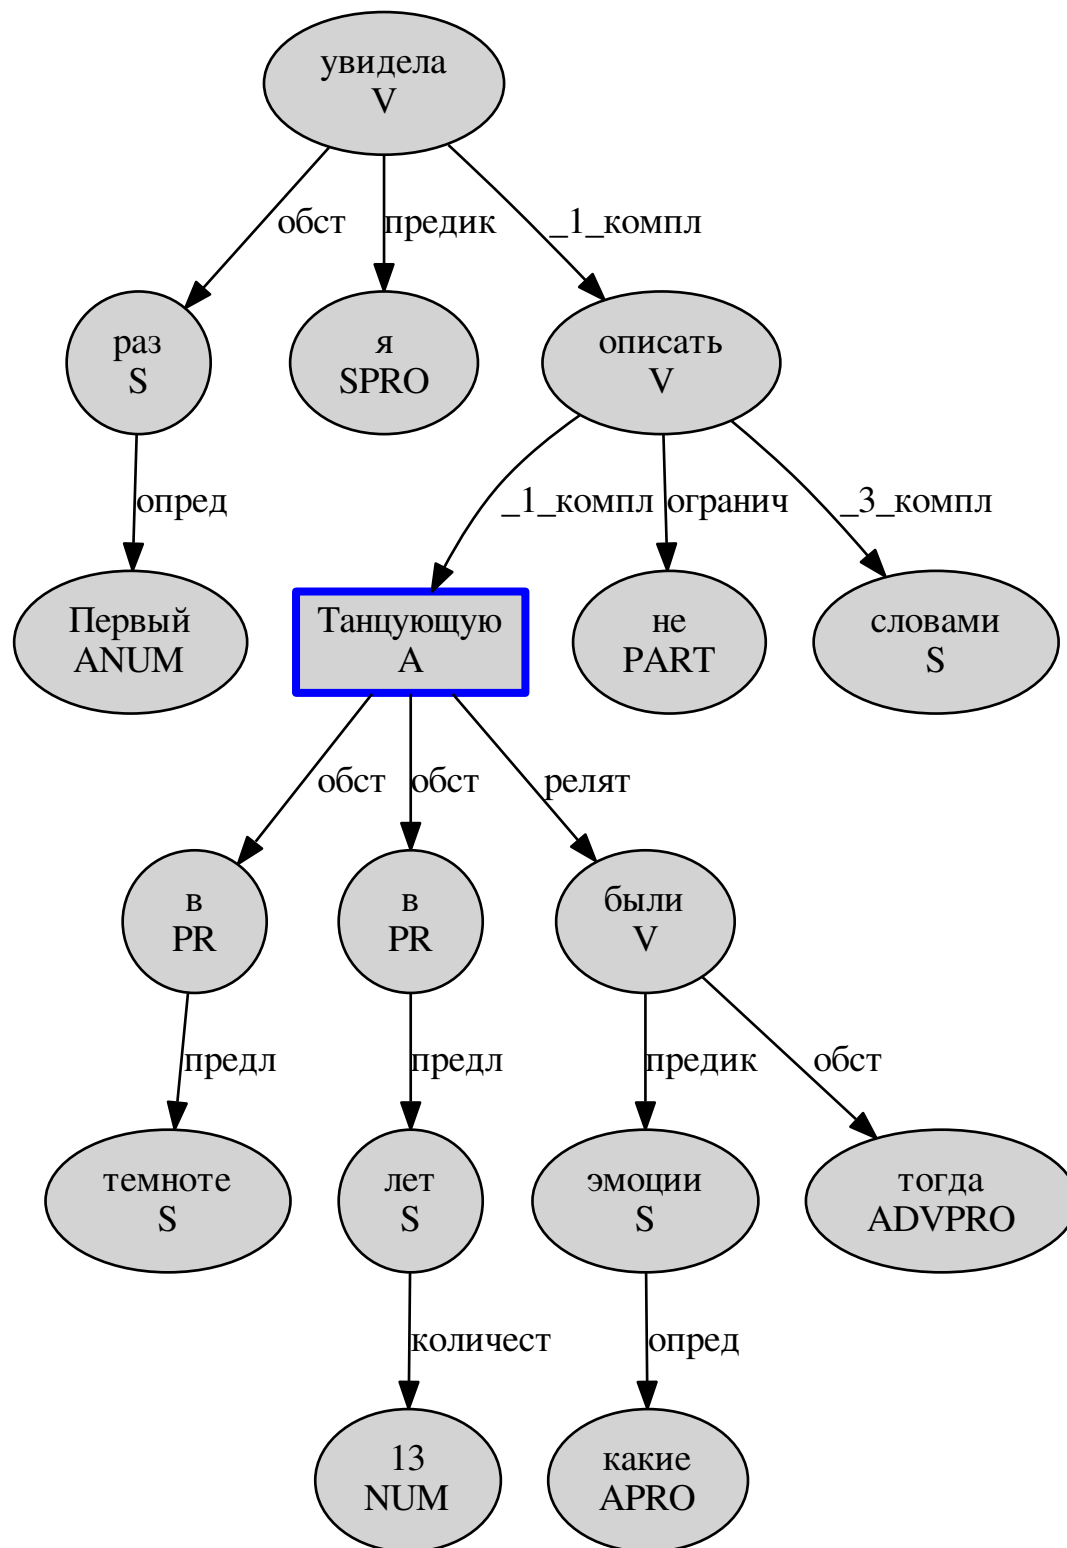 увидела
V
обст
предик
_1_компл
раз
S
я
SPRO
описать
V
опред
_1_компл
огранич
_3_компл
Первый
ANUM
Танцующую
A
не
PART
словами
S
обст
обст
релят
в
PR
в
PR
были
V
предл
предл
предик
обст
темноте
S
лет
S
эмоции
S
тогда
ADVPRO
количест
опред
13
NUM
какие
APRO